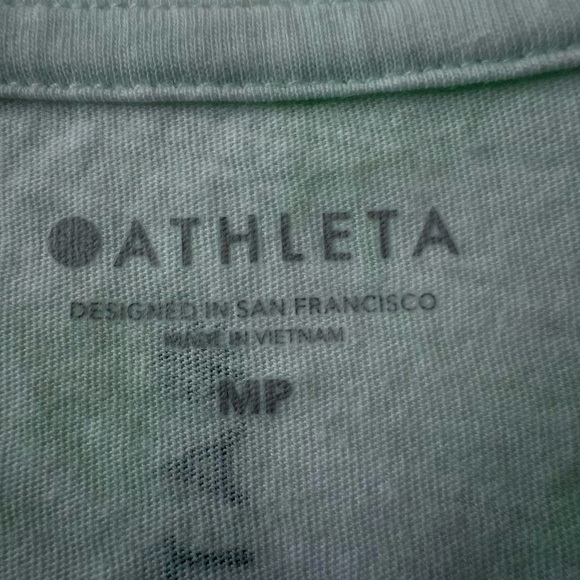 ATHLETA
DESIGNED IN SAN FRANCISCO
MADE IN VIETNAM
MP